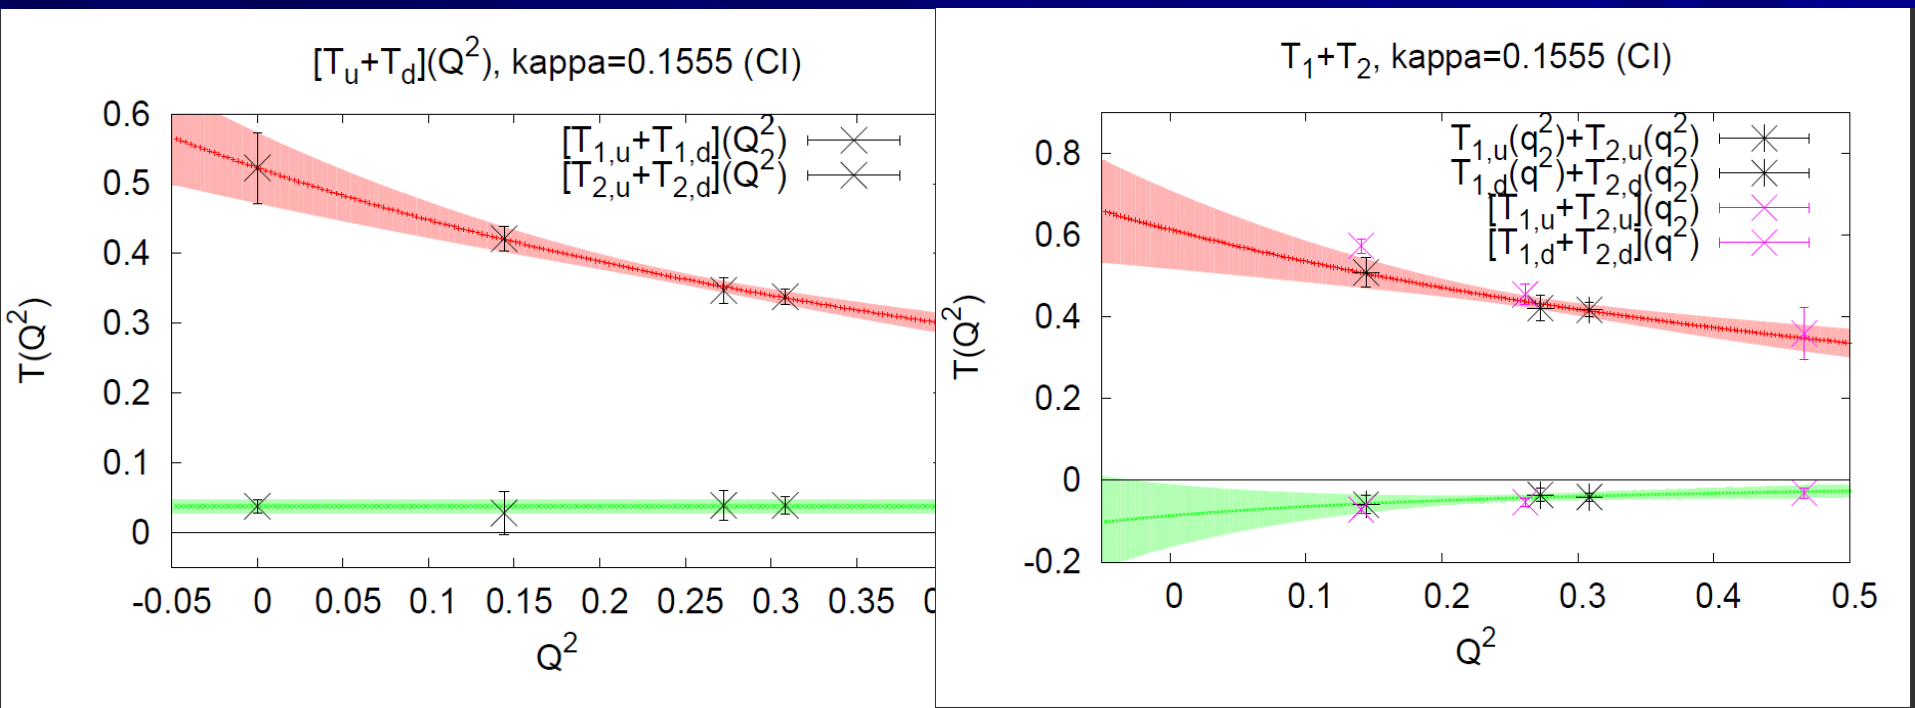 [T_u+T_d](Q^2), kappa=0.1555 (CI)
[T_1,u+T_1,d](Q^2)
[T_2,u+T_2,d](Q^2)
0.6
0.5
0.4
0.3
0.2
0.1
0
T(Q^2)
-0.05 0 0.05 0.1 0.15 0.2 0.25 0.3 0.35
Q^2
T_1+T_2, kappa=0.1555 (CI)
T_1,u(q^2)+T_2,u(q^2)
T_1,d(q^2)+T_2,d(q^2)
[T_1,u+T_2,u](q^2)
[T_1,d+T_2,d](q^2)
0.8
0.6
0.4
0.2
0
-0.2
T(Q^2)
0 0.1 0.2 0.3 0.4 0.5
Q^2